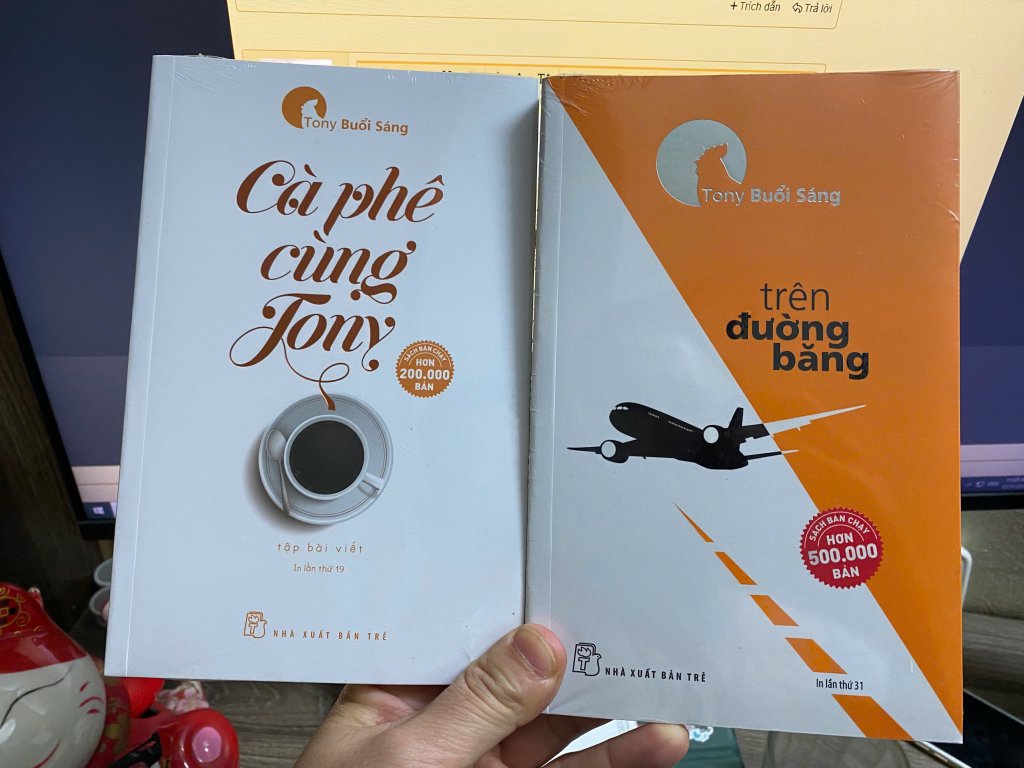 + Trích dẫn Trả lời
Tony Buổi Sáng
Cà phê
cùng
Tony
SÁCH BÁN CHẠY
HƠN
200.000
BẢN
tập bài viết
In lần thứ 19
NHÀ XUẤT BẢN TRẺ
Tony Buổi Sáng
trên
đường
băng
SÁCH BÁN CHẠY
HƠN
500.000
BẢN
NHÀ XUẤT BẢN TRẺ
In lần thứ 31